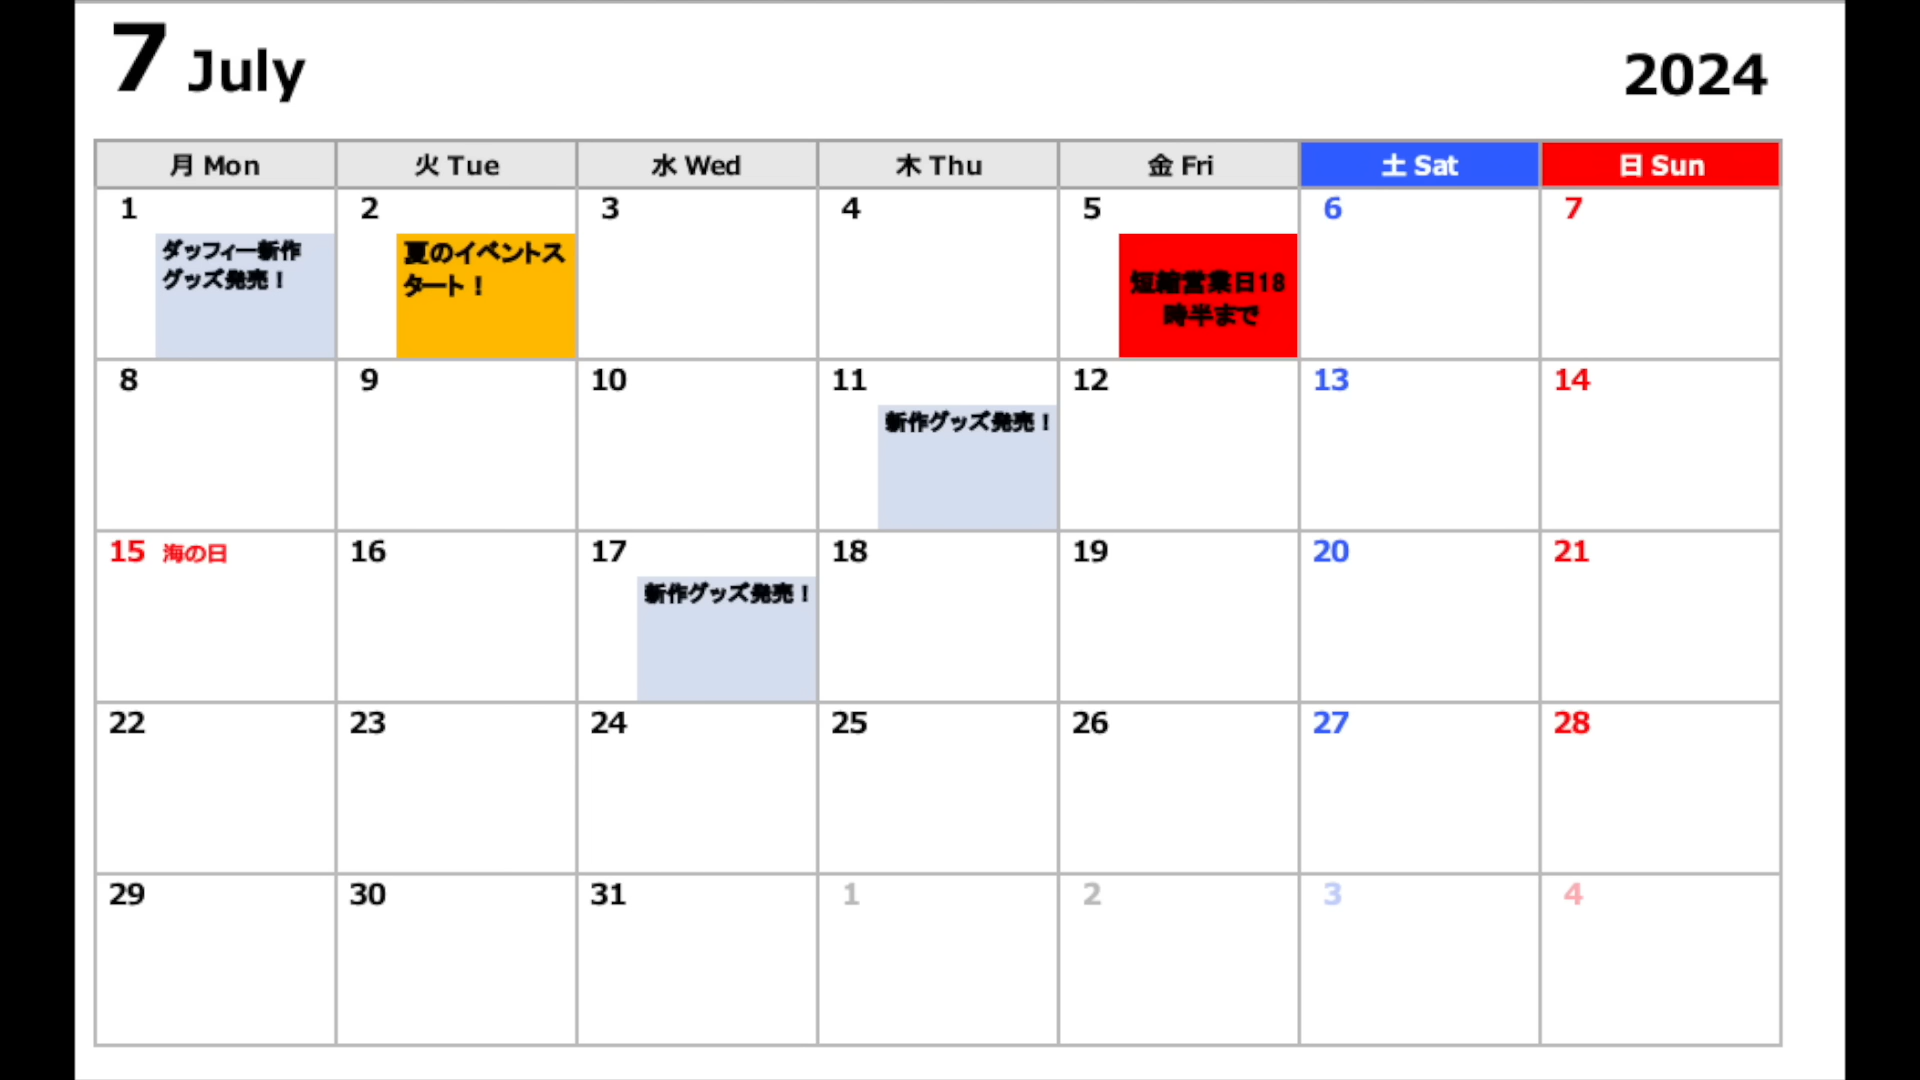 7 July
2024
月 Mon
火 Tue
水 Wed
木 Thu
金 Fri
土 Sat
日 Sun
1
2
3
4
5
6
7
ダッフィー新作
グッズ発売！
夏のイベントス
タート！
短縮営業日18
時半まで
8
9
10
11
12
13
14
新作グッズ発売！
15 海の日
16
17
18
19
20
21
新作グッズ発売！
22
23
24
25
26
27
28
29
30
31
1
2
3
4